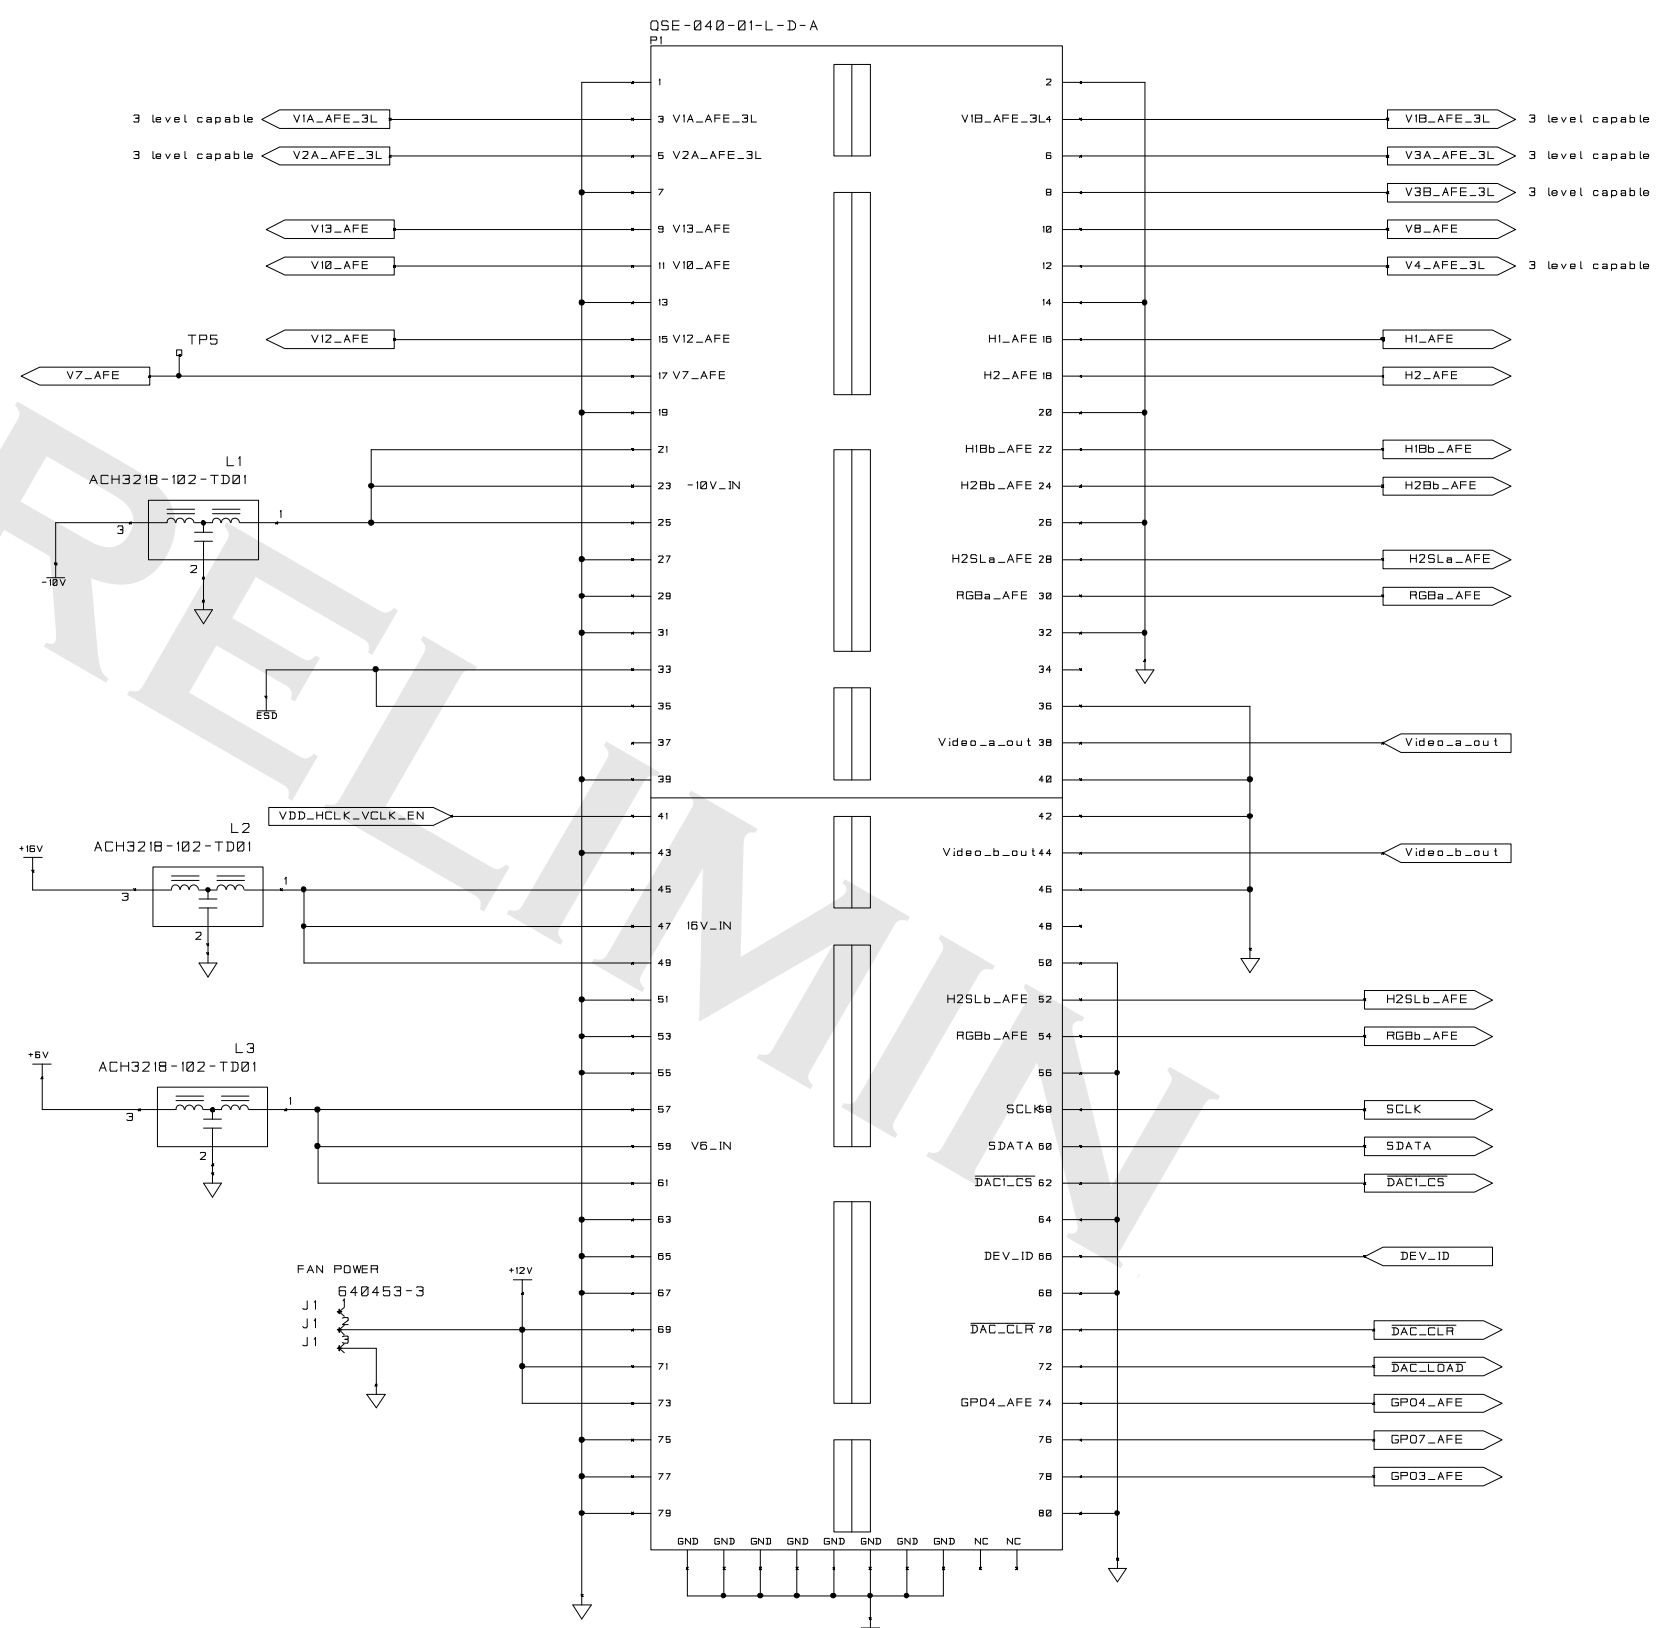 QSE-040-01-L-D-A
P1
1 2
3 level capable V1A_AFE_3L 3 V1A_AFE_3L V1B_AFE_3L4 V1B_AFE_3L 3 level capable
3 level capable V2A_AFE_3L 5 V2A_AFE_3L 6 V3A_AFE_3L 3 level capable
7 8 V3B_AFE_3L 3 level capable
V13_AFE 9 V13_AFE 10 V8_AFE
V10_AFE 11 V10_AFE 12 V4_AFE_3L 3 level capable
13 14
TP5
V12_AFE 15 V12_AFE H1_AFE 16 H1_AFE
V7_AFE 17 V7_AFE H2_AFE 18 H2_AFE
19 20
21 H1Bb_AFE 22 H1Bb_AFE
L1
ACH3218-102-TD01
23 -10V_IN H2Bb_AFE 24 H2Bb_AFE
3 1 25 26
2 27 H2SLa_AFE 28 H2SLa_AFE
-10V
29 RGBa_AFE 30 RGBa_AFE
31 32
33 34
ESD
35 36
37 Video_a_out 38 Video_a_out
39 40
VDD_HCLK_VCLK_EN 41 42
L2
ACH3218-102-TD01
+16V
43 Video_b_out44 Video_b_out
3 1 45 46
2
47 16V_IN 48
49 50
51 H2SLb_AFE 52 H2SLb_AFE
53 RGBb_AFE 54 RGBb_AFE
L3
ACH3218-102-TD01
+6V
55 56
3 1 57 SCLK58 SCLK
2
59 V6_IN SDATA 60 SDATA
61 DAC1_CS 62 DAC1_CS
63 64
65 DEV_ID 66 DEV_ID
FAN POWER
+12V
640453-3
67 68
J1 1
J1 2
J1 3
69 DAC_CLR 70 DAC_CLR
71 72 DAC_LOAD
73 GPO4_AFE 74 GPO4_AFE
75 76 GPO7_AFE
77 78 GPO3_AFE
79 80
GND GND GND GND GND GND GND GND NC NC
RELIMIN